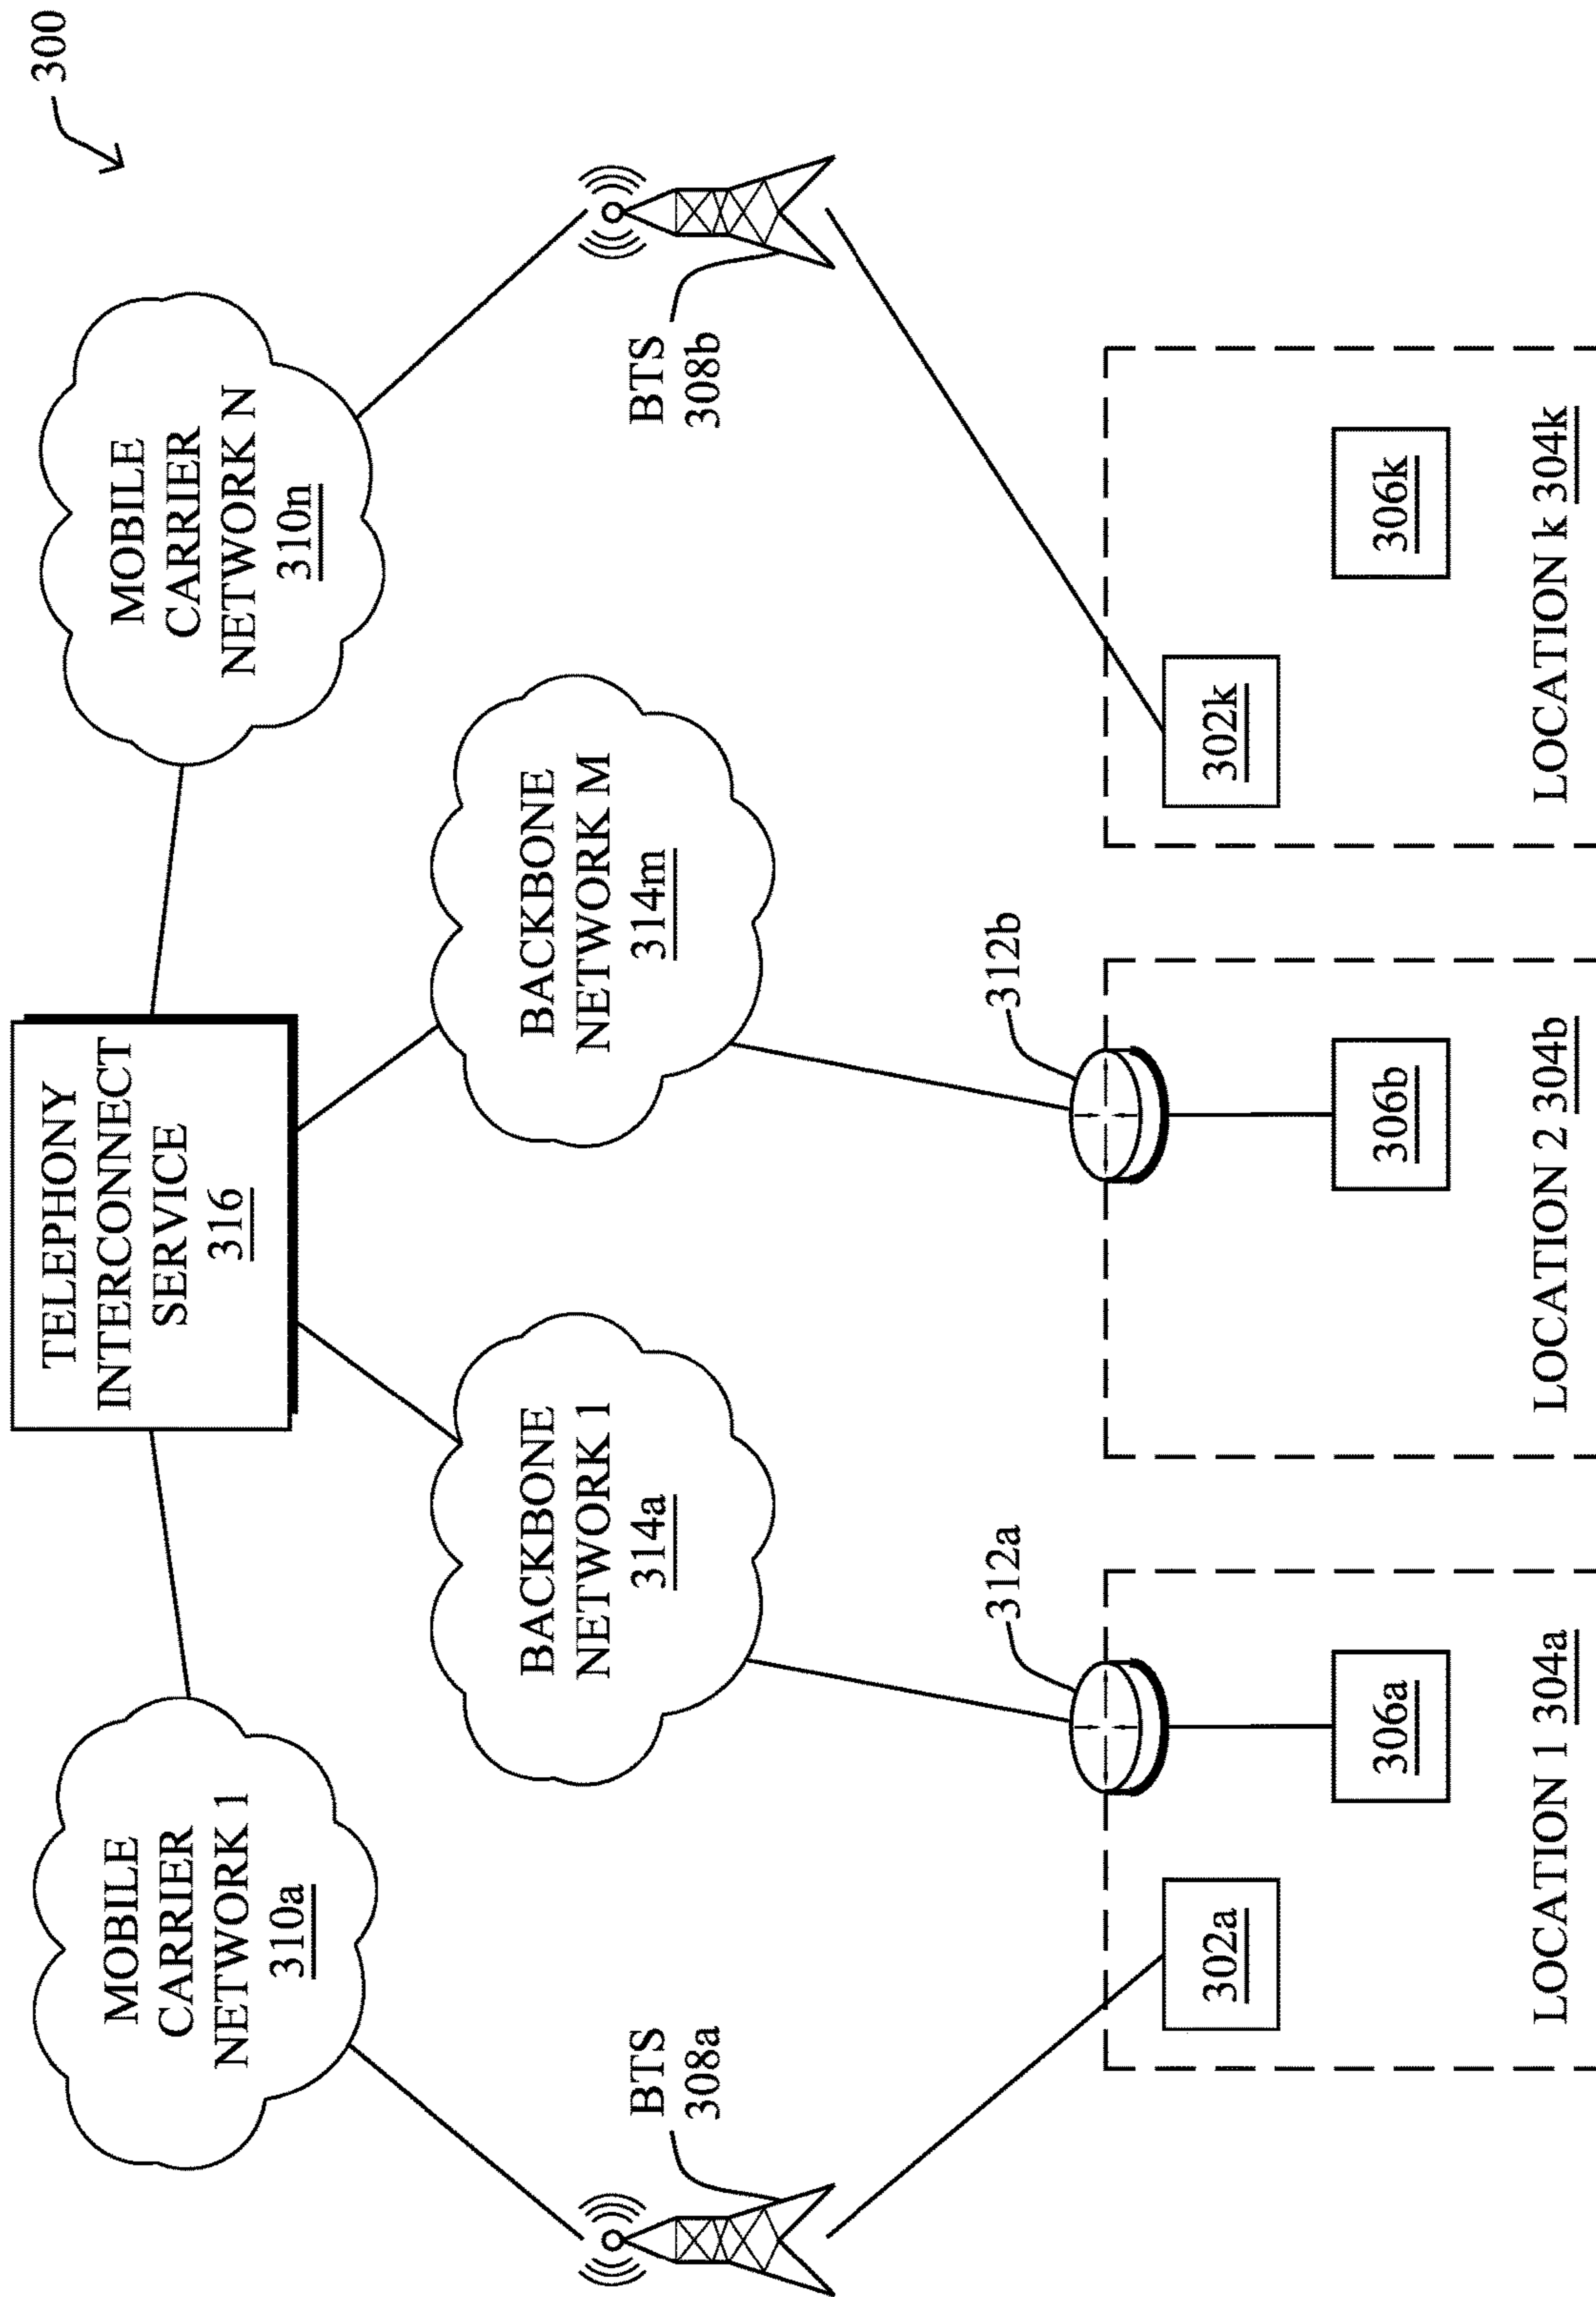 300
TELEPHONY
INTERCONNECT
SERVICE
316
MOBILE
CARRIER
NETWORK 1
310a
MOBILE
CARRIER
NETWORK N
310n
BACKBONE
NETWORK 1
314a
BACKBONE
NETWORK M
314m
BTS
308a
BTS
308b
312a
312b
302a
306a
LOCATION 1 304a
306b
LOCATION 2 304b
302k
306k
LOCATION k 304k